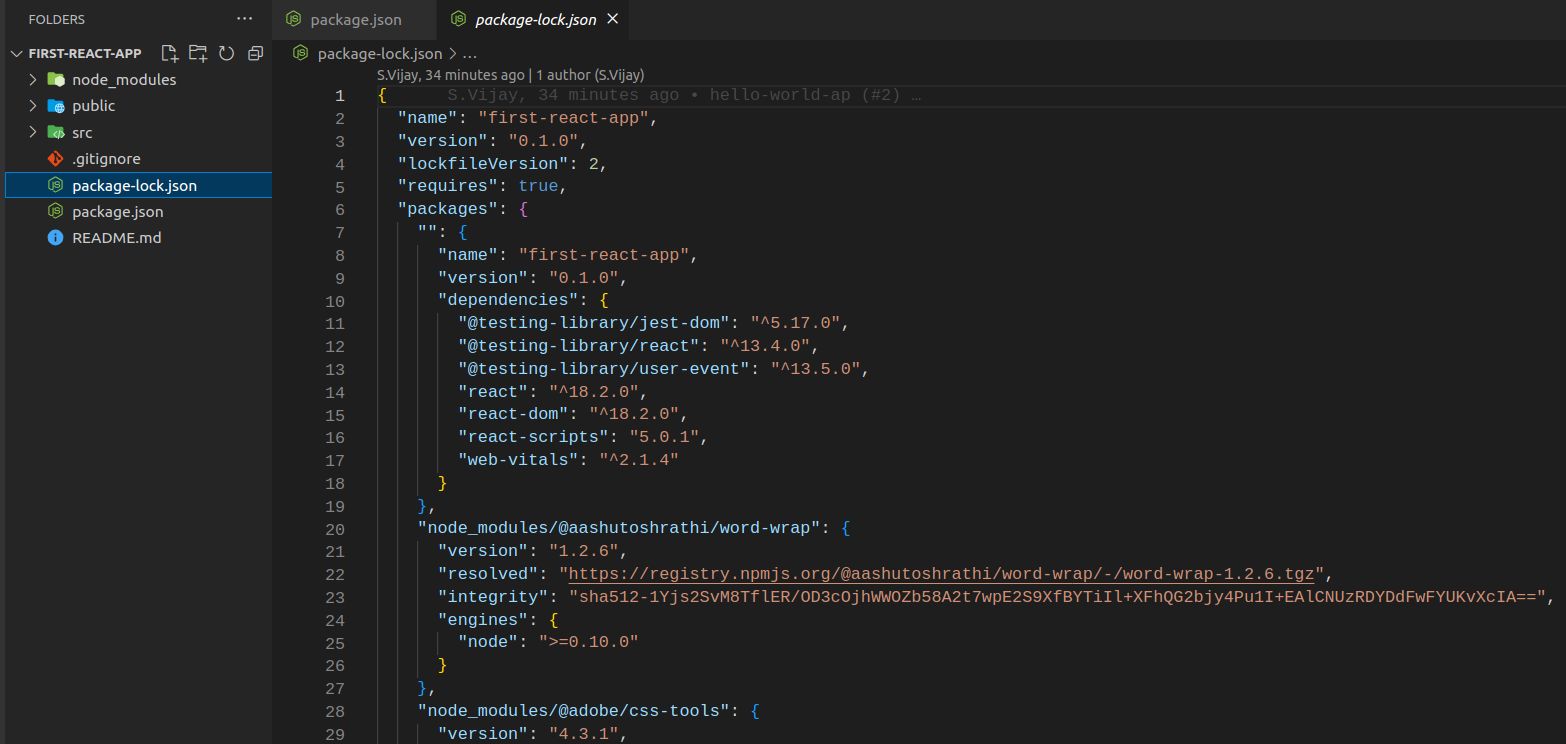 FOLDERS
FIRST-REACT-APP
node_modules
public
src
.gitignore
package-lock.json
package.json
README.md
package.json
package-lock.json
package-lock.json > ...
S.Vijay, 34 minutes ago | 1 author (S.Vijay)
1 { S.Vijay, 34 minutes ago • hello-world-ap (#2) …
2 "name": "first-react-app",
3 "version": "0.1.0",
4 "lockfileVersion": 2,
5 "requires": true,
6 "packages": {
7 "": {
8 "name": "first-react-app",
9 "version": "0.1.0",
10 "dependencies": {
11 "@testing-library/jest-dom": "^5.17.0",
12 "@testing-library/react": "^13.4.0",
13 "@testing-library/user-event": "^13.5.0",
14 "react": "^18.2.0",
15 "react-dom": "^18.2.0",
16 "react-scripts": "5.0.1",
17 "web-vitals": "^2.1.4"
18 }
19 },
20 "node_modules/@aashutoshrathi/word-wrap": {
21 "version": "1.2.6",
22 "resolved": "https://registry.npmjs.org/@aashutoshrathi/word-wrap/-/word-wrap-1.2.6.tgz",
23 "integrity": "sha512-1Yjs2SvM8TflER/OD3cOjhWWOZb58A2t7wpE2S9XfBYTiIl+XFhQG2bjy4Pu1I+EAlCNUzRDYDdFwFYUKvXcIA==",
24 "engines": {
25 "node": ">=0.10.0"
26 }
27 },
28 "node_modules/@adobe/css-tools": {
29 "version": "4.3.1",